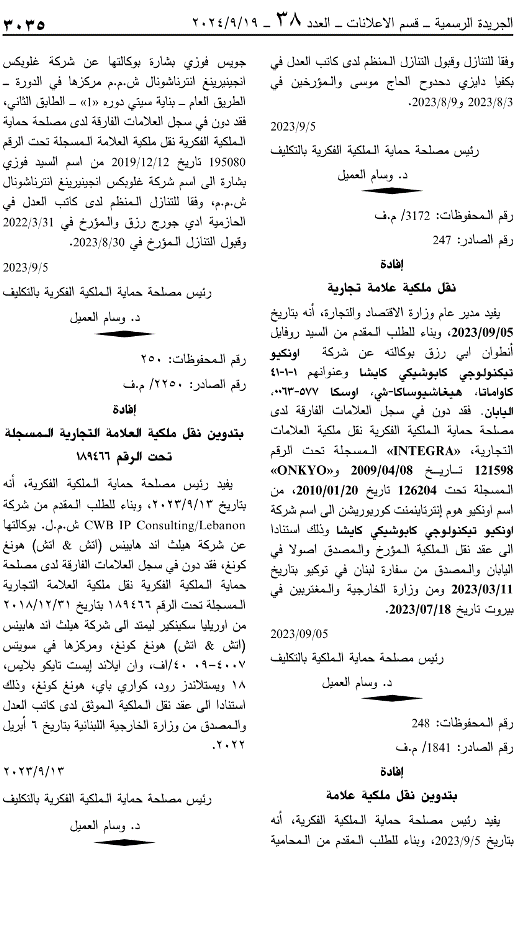 الجريدة الرسمية ـ قسم الاعلانات ـ العدد ٣٨ ـ ٢٠٢٤/٩/١٩
٣٠٣٥
وفقا للتنازل وقبول التنازل المنظم لدى كاتب العدل في
بكفيا دايزي دحدوح الحاج موسى والمؤرخين في
2023/8/3 و2023/8/9.
2023/9/5
رئيس مصلحة حماية الملكية الفكرية بالتكليف
د. وسام العميل
رقم المحفوظات: 3172/ م.ف
رقم الصادر: 247
إفادة
نقل ملكية علامة تجارية
يفيد مدير عام وزارة الاقتصاد والتجارة، أنه بتاريخ
2023/09/05، وبناء للطلب المقدم من السيد روفايل
أنطوان ابي رزق بوكالته عن شركة اونكيو
تيكنولوجي كابوشيكي كايشا وعنوانهم ١-١-٤١
كاواماتا، هيغاشيوساكا-شي، اوسكا ٥٧٧-٠٠٦٣،
اليابان. فقد دون في سجل العلامات الفارقة لدى
مصلحة حماية الملكية الفكرية نقل ملكية العلامات
التجارية، «INTEGRA» المسجلة تحت الرقم
121598 تاريخ 2009/04/08 و«ONKYO»
المسجلة تحت 126204 تاريخ 2010/01/20، من
اسم اونكيو هوم إنترتاينمنت كوربوريشن الى اسم شركة
اونكيو تيكنولوجي كابوشيكي كايشا وذلك استنادا
الى عقد نقل الملكية المؤرخ والمصدق اصولا في
اليابان والمصدق من سفارة لبنان في توكيو بتاريخ
2023/03/11 ومن وزارة الخارجية والمغتربين في
بيروت تاريخ 2023/07/18.
2023/09/05
رئيس مصلحة حماية الملكية بالتكليف
د. وسام العميل
رقم المحفوظات: 248
رقم الصادر: 1841/ م.ف
إفادة
بتدوين نقل ملكية علامة
يفيد رئيس مصلحة حماية الملكية الفكرية، أنه
بتاريخ 2023/9/5، وبناء للطلب المقدم من المحامية
جويس فوزي بشارة بوكالتها عن شركة غلوبكس
انجينيرينغ انترناشونال ش.م.م مركزها في الدورة ـ
الطريق العام ـ بناية سيتي دوره «1» ـ الطابق الثاني،
فقد دون في سجل العلامات الفارقة لدى مصلحة حماية
الملكية الفكرية نقل ملكية العلامة المسجلة تحت الرقم
195080 تاريخ 2019/12/12 من اسم السيد فوزي
بشارة الى اسم شركة غلوبكس انجينيرينغ انترناشونال
ش.م.م، وفقا للتنازل المنظم لدى كاتب العدل في
الحازمية ادي جورج رزق والمؤرخ في 2022/3/31
وقبول التنازل المؤرخ في 2023/8/30.
2023/9/5
رئيس مصلحة حماية الملكية الفكرية بالتكليف
د. وسام العميل
رقم المحفوظات: ٢٥٠
رقم الصادر: ٢٢٥٠/ م.ف
إفادة
بتدوين نقل ملكية العلامة التجارية المسجلة
تحت الرقم ١٨٩٤٦٦
يفيد رئيس مصلحة حماية الملكية الفكرية، أنه
بتاريخ ٢٠٢٣/٩/١٣، وبناء للطلب المقدم من شركة
CWB IP Consulting/Lebanon ش.م.ل. بوكالتها
عن شركة هيلث اند هابينس (اتش & اتش) هونغ
كونغ، فقد دون في سجل العلامات الفارقة لدى مصلحة
حماية الملكية الفكرية نقل ملكية العلامة التجارية
المسجلة تحت الرقم ١٨٩٤٦٦ بتاريخ ٢٠١٨/١٢/٣١
من اوريليا سكينكير ليمتد الى شركة هيلث اند هابينس
(اتش & اتش) هونغ كونغ، ومركزها في سويتس
٤٠٠٧-٠٩ ٤٠/اف، وان ايلاند إيست تايكو بلايس،
١٨ ويستلاندز رود، كواري باي، هونغ كونغ، وذلك
استنادا الى عقد نقل الملكية الموثق لدى كاتب العدل
والمصدق من وزارة الخارجية اللبنانية بتاريخ ٦ أبريل
٢٠٢٢.
٢٠٢٣/٩/١٣
رئيس مصلحة حماية الملكية الفكرية بالتكليف
د. وسام العميل